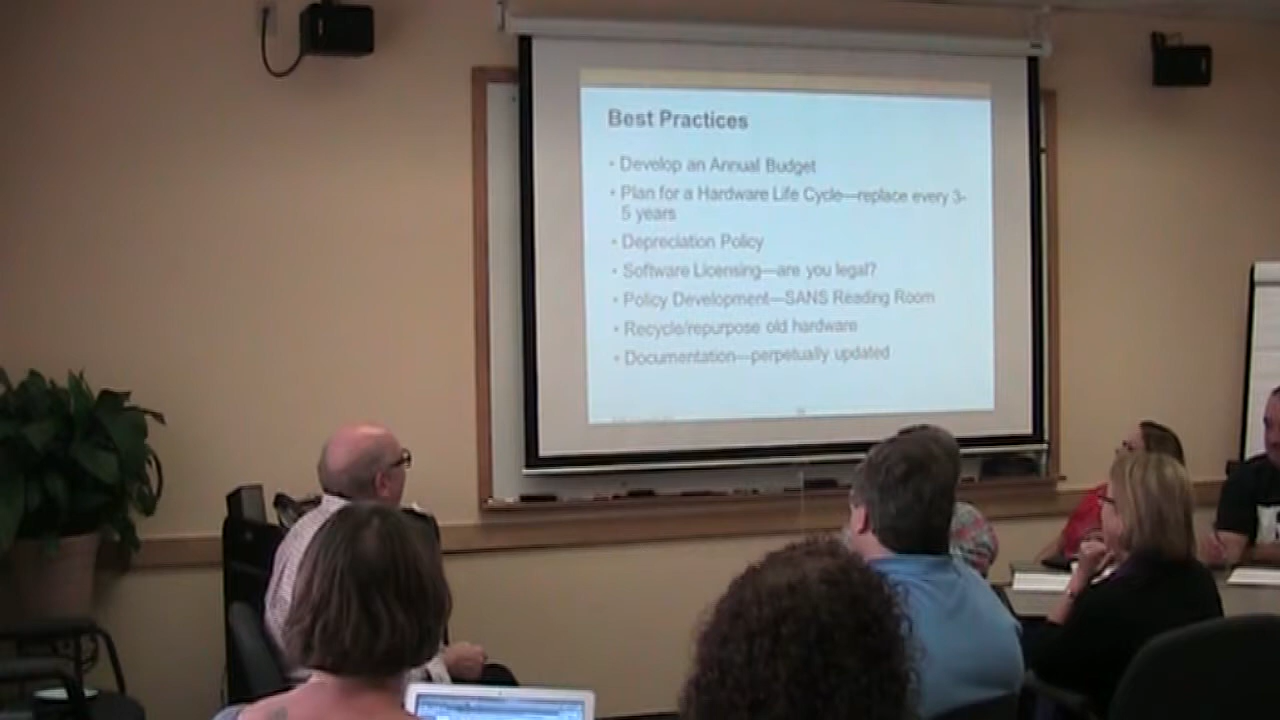 Best Practices
• Develop an Annual Budget
• Plan for a Hardware Life Cycle—replace every 3-
5 years
• Depreciation Policy
• Software Licensing—are you legal?
• Policy Development—SANS Reading Room
• Recycle/repurpose old hardware
• Documentation—perpetually updated